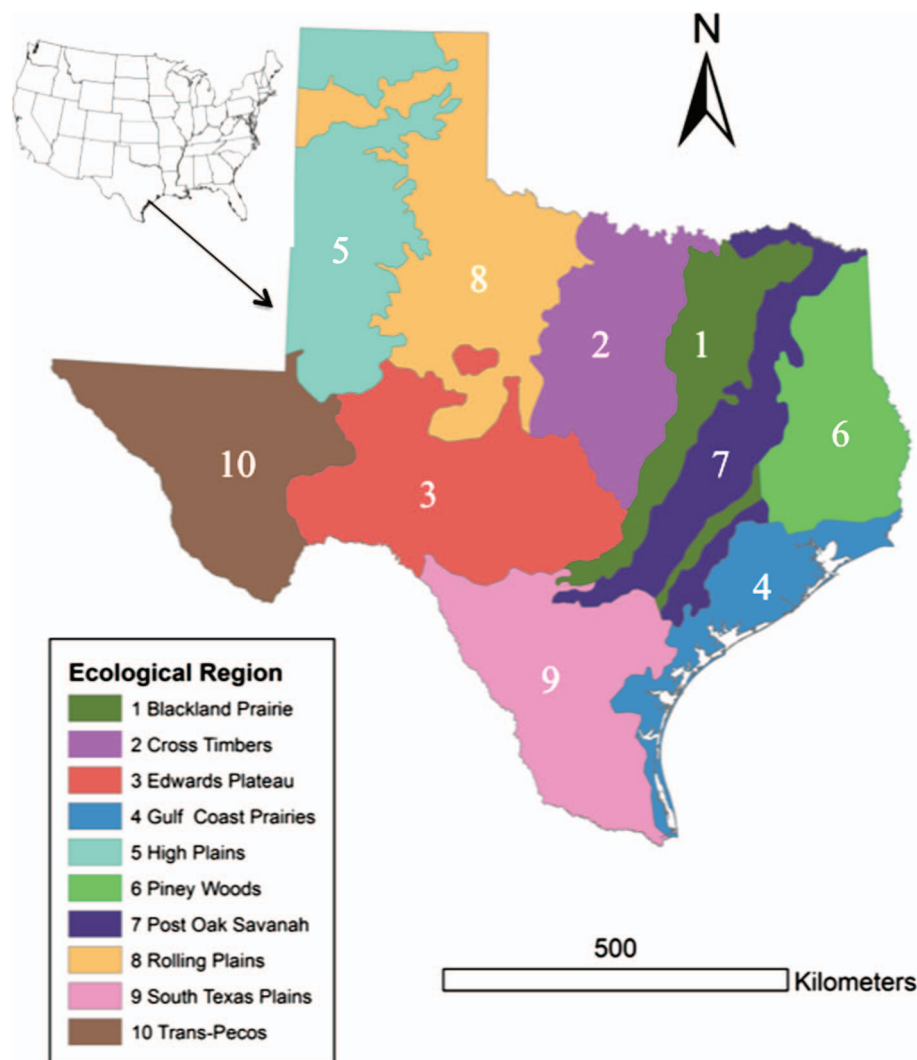 N
5
8
2
1
6
7
10
3
4
9
Ecological Region
1 Blackland Prairie
2 Cross Timbers
3 Edwards Plateau
4 Gulf Coast Prairies
5 High Plains
6 Piney Woods
7 Post Oak Savanah
8 Rolling Plains
9 South Texas Plains
10 Trans-Pecos
500
Kilometers